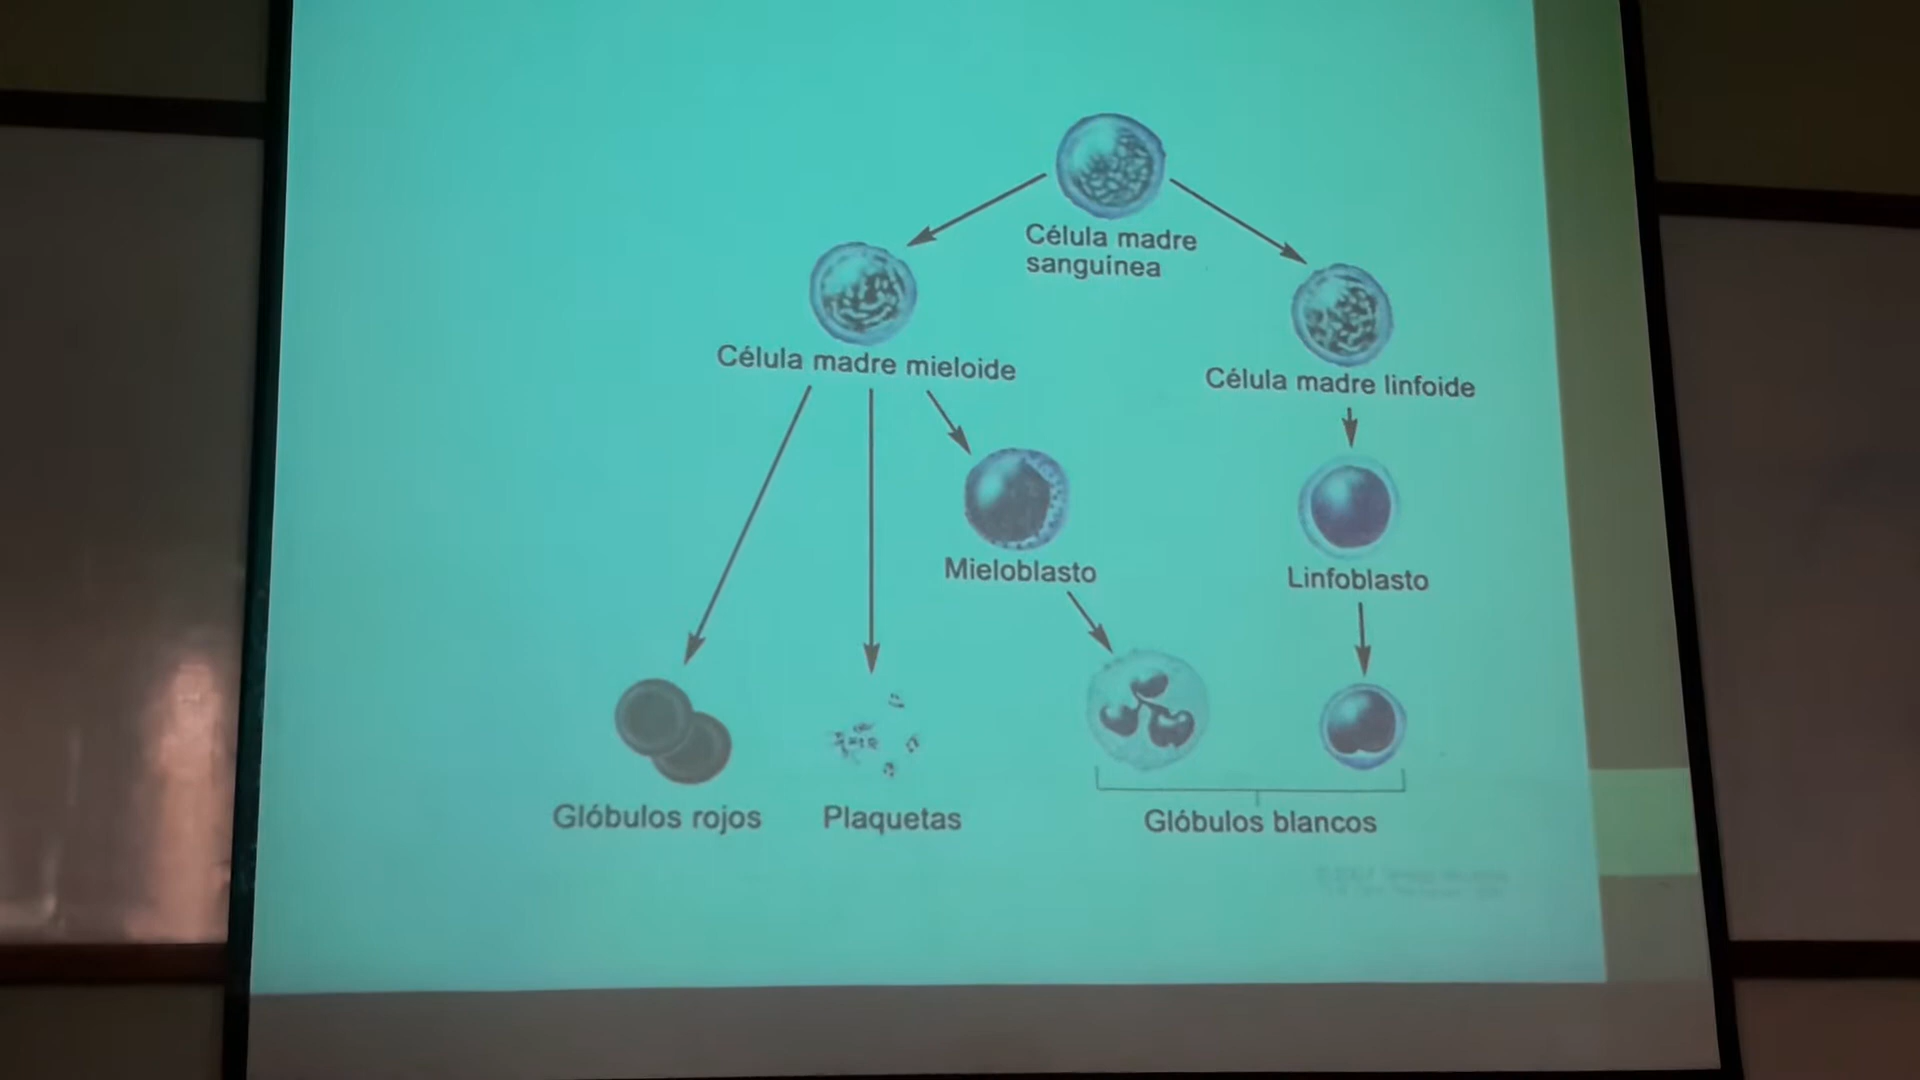 Célula madre
sanguínea
Célula madre mieloide
Célula madre linfoide
Mieloblasto
Linfoblasto
Glóbulos rojos
Plaquetas
Glóbulos blancos